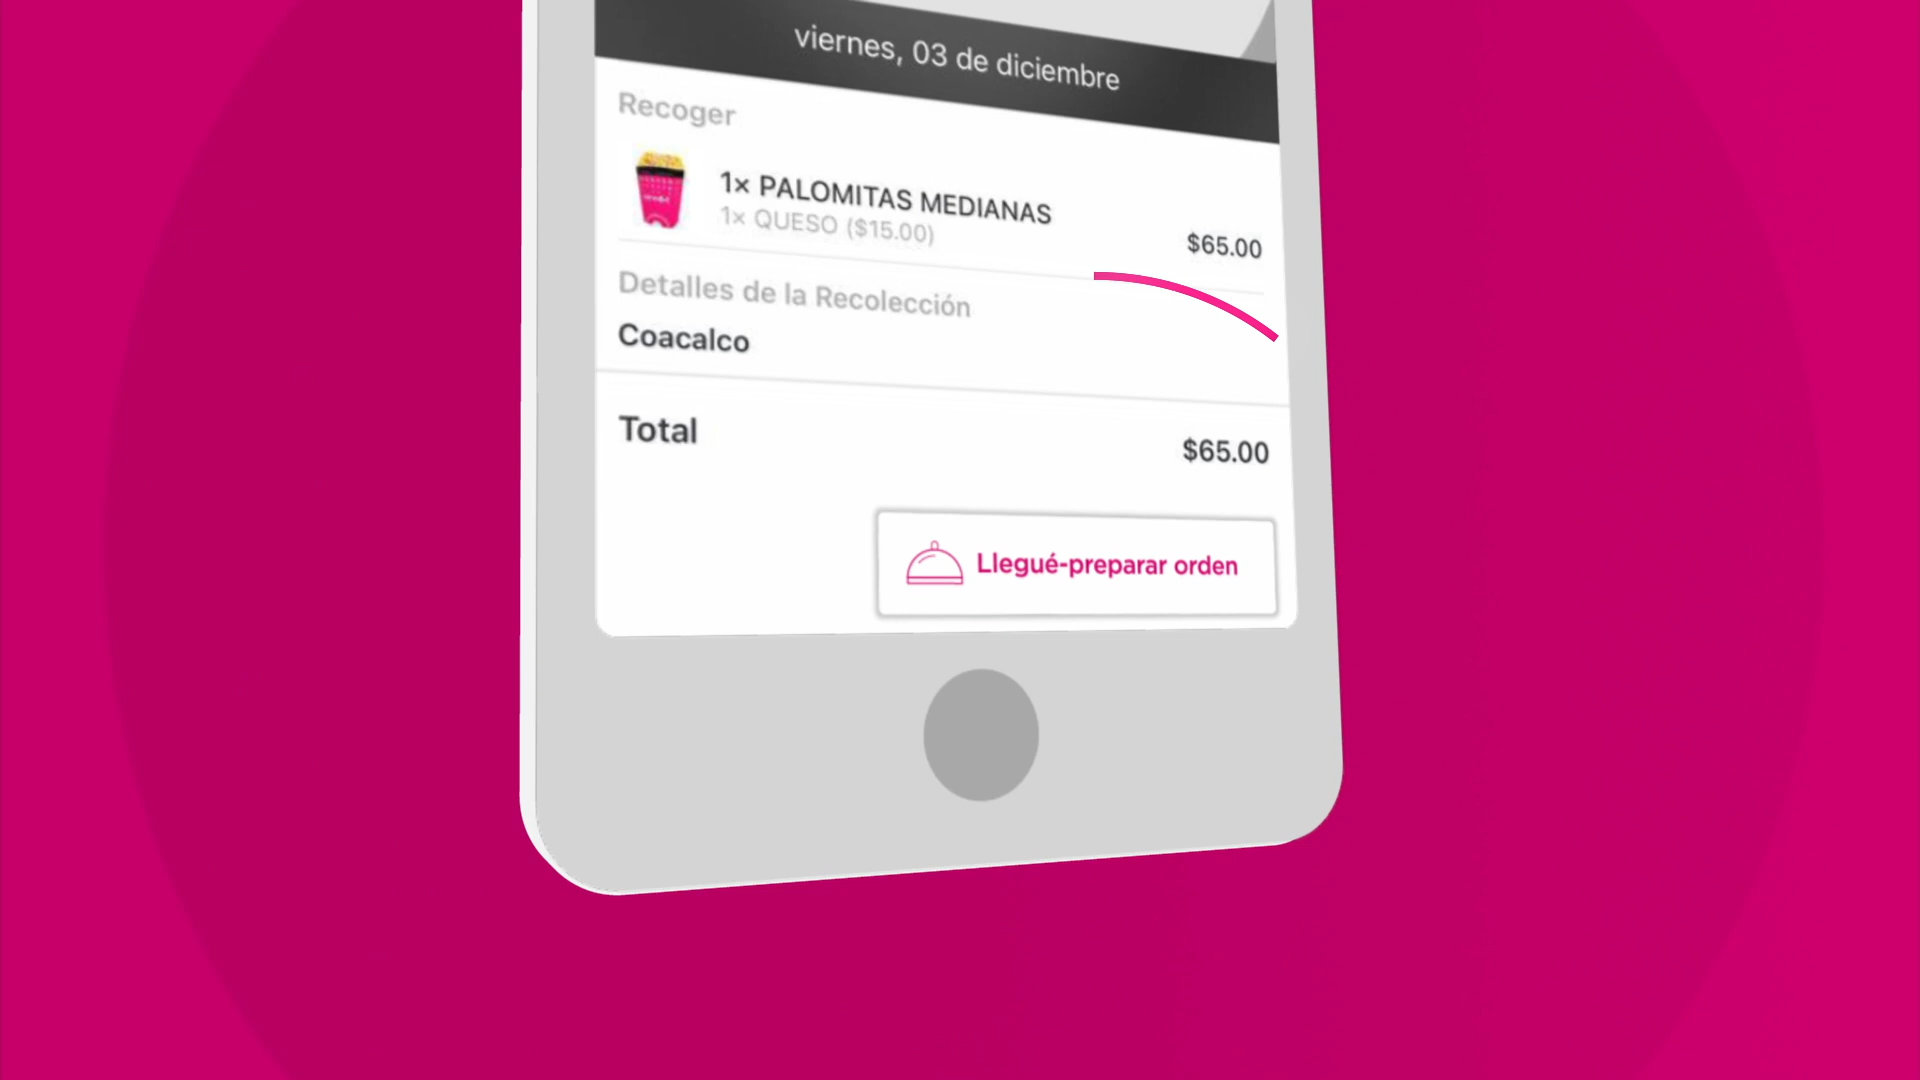 viernes, 03 de diciembre
Recoger
1× PALOMITAS MEDIANAS
1× QUESO ($15.00)
$65.00
Detalles de la Recolección
Coacalco
Total
$65.00
Llegué-preparar orden